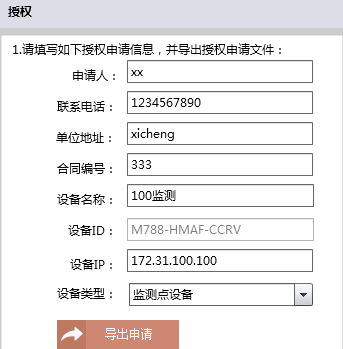 授权
1.请填写如下授权申请信息，并导出授权申请文件：
申请人： xx
联系电话： 1234567890
单位地址： xicheng
合同编号： 333
设备名称： 100监测
设备ID： M788-HMAF-CCRV
设备IP： 172.31.100.100
设备类型： 监测点设备
导出申请